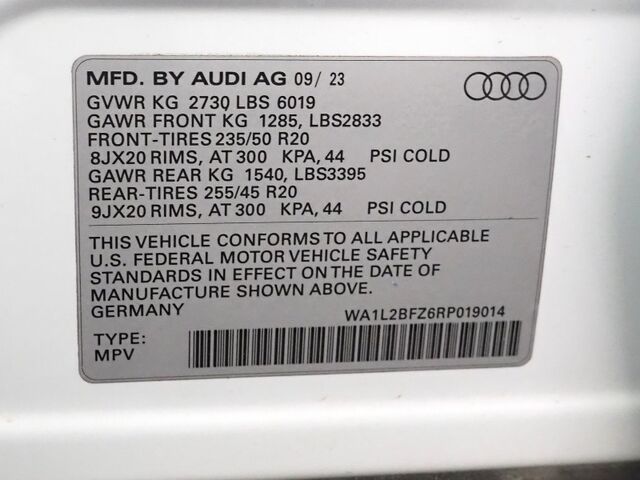 MFD. BY AUDI AG 09/ 23
GVWR KG 2730 LBS 6019
GAWR FRONT KG 1285, LBS2833
FRONT-TIRES 235/50 R20
8JX20 RIMS, AT 300 KPA, 44 PSI COLD
GAWR REAR KG 1540, LBS3395
REAR-TIRES 255/45 R20
9JX20 RIMS, AT 300 KPA, 44 PSI COLD
THIS VEHICLE CONFORMS TO ALL APPLICABLE
U.S. FEDERAL MOTOR VEHICLE SAFETY
STANDARDS IN EFFECT ON THE DATE OF
MANUFACTURE SHOWN ABOVE.
GERMANY WA1L2BFZ6RP019014
TYPE:
MPV